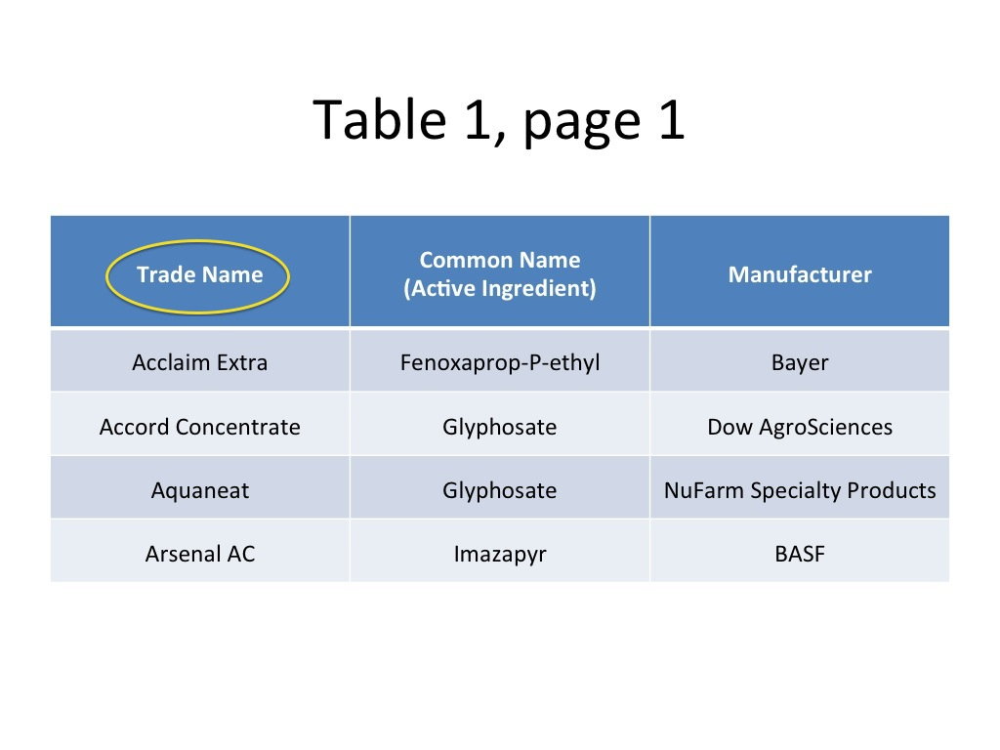 Table 1, page 1
Trade Name
Common Name
(Active Ingredient)
Manufacturer
Acclaim Extra
Fenoxaprop-P-ethyl
Bayer
Accord Concentrate
Glyphosate
Dow AgroSciences
Aquaneat
Glyphosate
NuFarm Specialty Products
Arsenal AC
Imazapyr
BASF